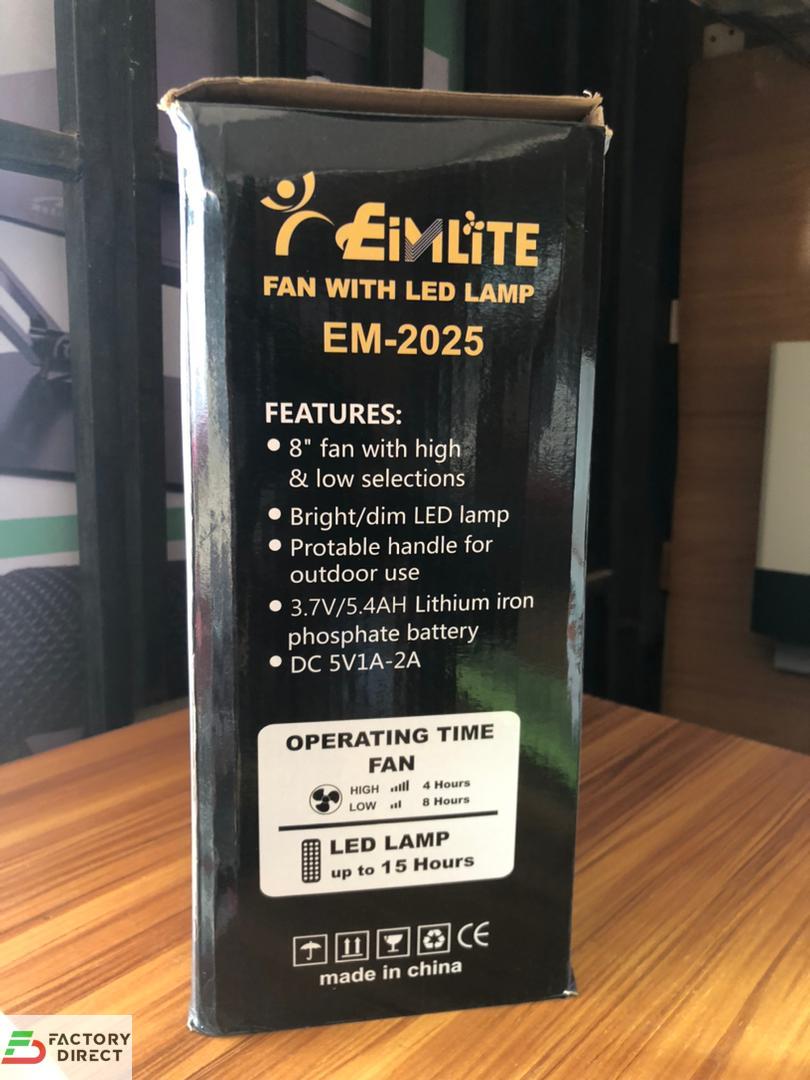 EiMLiTE
FAN WITH LED LAMP
EM-2025
FEATURES:
• 8" fan with high
& low selections
• Bright/dim LED lamp
• Protable handle for
outdoor use
• 3.7V/5.4AH Lithium iron
phosphate battery
• DC 5V1A-2A
OPERATING TIME
FAN
HIGH 4 Hours
LOW 8 Hours
LED LAMP
up to 15 Hours
CE
made in china
FACTORY
DIRECT